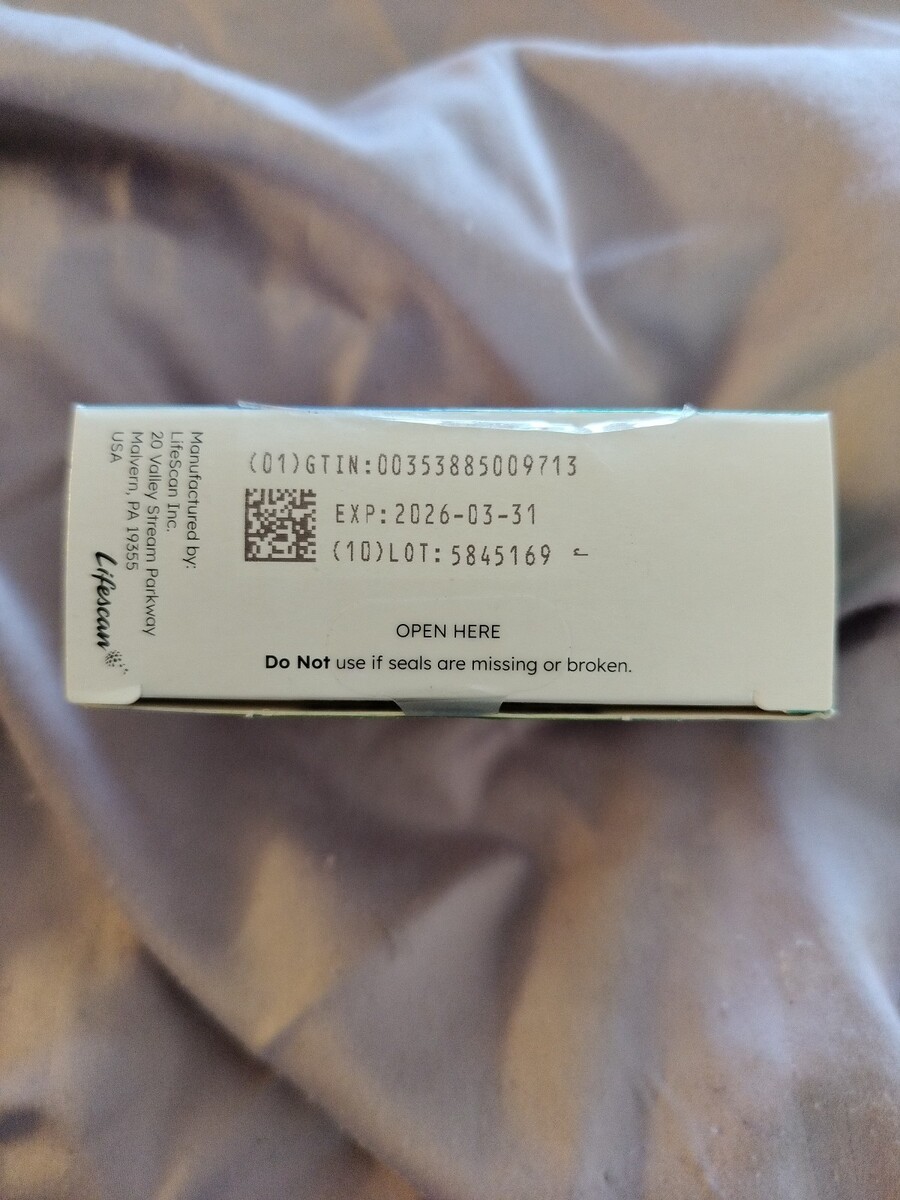 (01)GTIN:00353885009713
EXP:2026-03-31
(10)LOT:5845169
OPEN HERE
Do Not use if seals are missing or broken.
Manufactured by:
LifeScan Inc.
20 Valley Stream Parkway
Malvern, PA 19355
USA
Lifescan